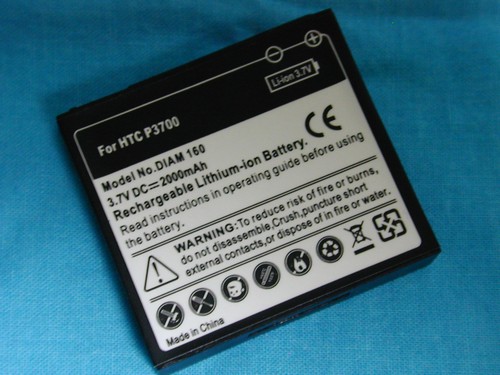 Li-ion 3.7V
For HTC P3700
Model No.DIAM 160
3.7V DC 2000mAh
Rechargeable Lithium-ion Battery.
Read instructions in operating guide before using
the battery.
WARNING: To reduce risk of fire or burns,
do not disassemble,Crush,puncture short
external contacts,or dispose of in fire or water.
Made in China
CE